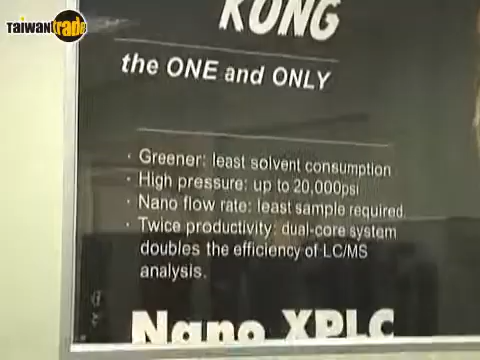 TAIWANtrade
KONG
the ONE and ONLY
· Greener: least solvent consumption
· High pressure: up to 20,000psi
· Nano flow rate: least sample required
· Twice productivity: dual-core system
doubles the efficiency of LC/MS
analysis.
Nano XPLC